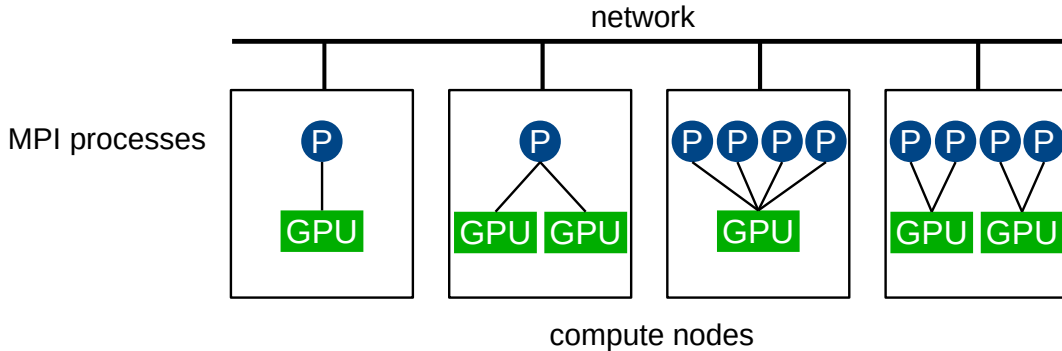 network
MPI processes
P
P
P P P P
P P P P
GPU
GPU GPU
GPU
GPU GPU
compute nodes